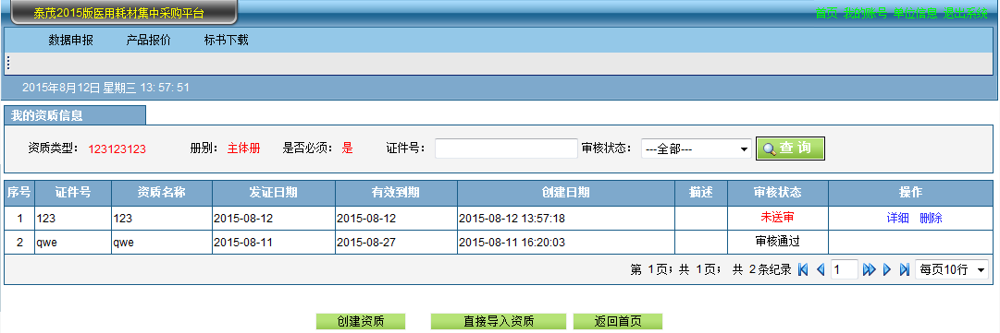 泰茂2015版医用耗材集中采购平台
首页 我的账号 单位信息 退出系统
数据申报 产品报价 标书下载
2015年8月12日 星期三 13:57:51
我的资质信息
资质类型： 123123123 册别： 主体册 是否必须： 是 证件号： 审核状态： ---全部--- 查 询
序号 证件号 资质名称 发证日期 有效到期 创建日期 描述 审核状态 操作
1 123 123 2015-08-12 2015-08-12 2015-08-12 13:57:18 未送审 详细 删除
2 qwe qwe 2015-08-11 2015-08-27 2015-08-11 16:20:03 审核通过
第 1页；共 1页； 共 2条纪录 1 每页10行
创建资质 直接导入资质 返回首页